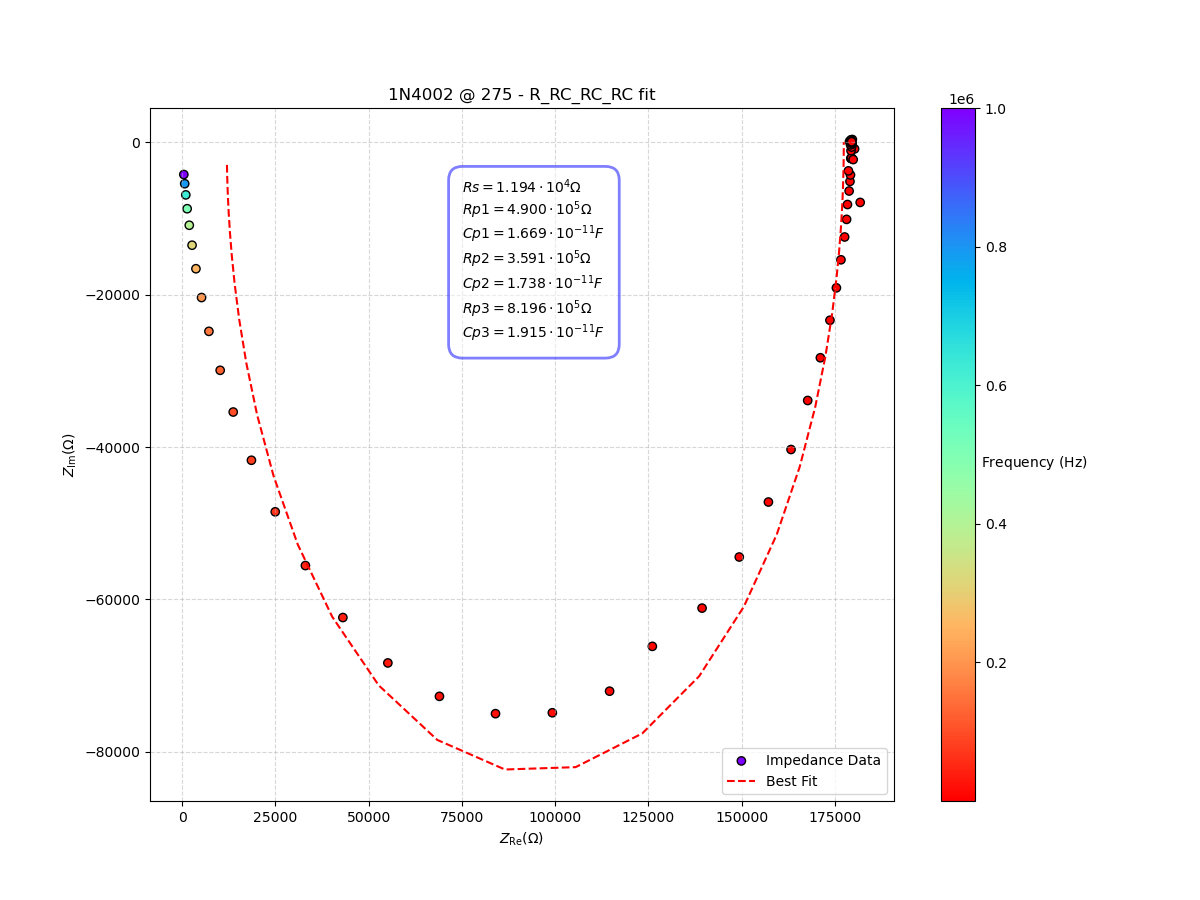 1N4002 @ 275 - R_RC_RC_RC fit
1e6
1.0
0.8
0.6
0.4
0.2
Frequency (Hz)
0
−20000
−40000
−60000
−80000
Z_Im(Ω)
Rs = 1.194 · 10^4Ω
Rp1 = 4.900 · 10^5Ω
Cp1 = 1.669 · 10^−11F
Rp2 = 3.591 · 10^5Ω
Cp2 = 1.738 · 10^−11F
Rp3 = 8.196 · 10^5Ω
Cp3 = 1.915 · 10^−11F
Impedance Data
Best Fit
0 25000 50000 75000 100000 125000 150000 175000
Z_Re(Ω)